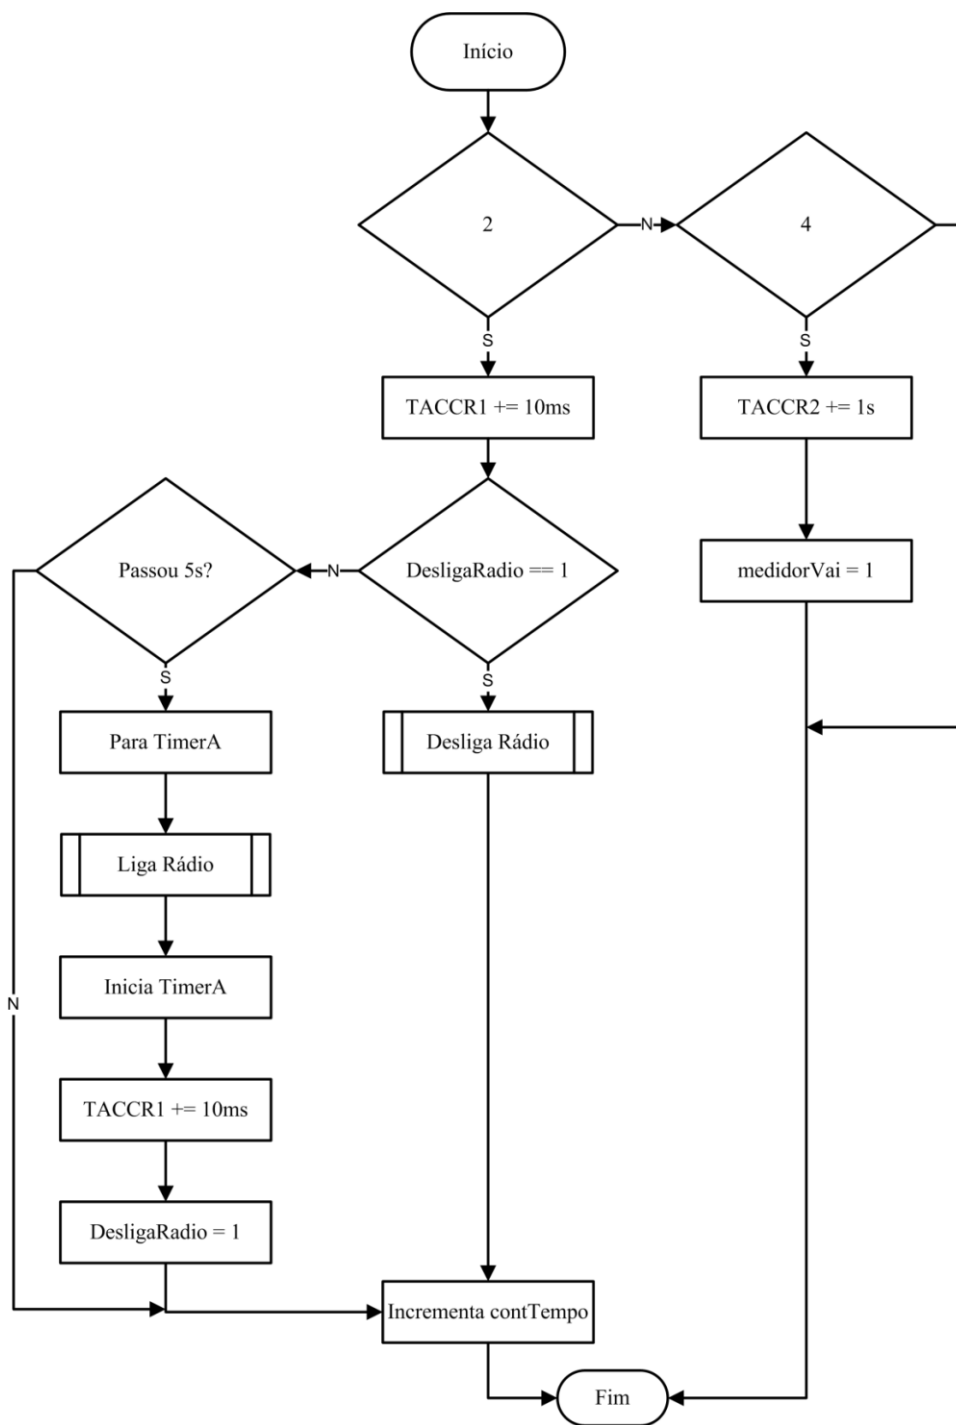 Início
2
N
4
S
S
TACCR1 += 10ms
TACCR2 += 1s
Passou 5s?
N
DesligaRadio == 1
medidorVai = 1
S
S
Para TimerA
Desliga Rádio
Liga Rádio
Inicia TimerA
N
TACCR1 += 10ms
DesligaRadio = 1
Incrementa contTempo
Fim